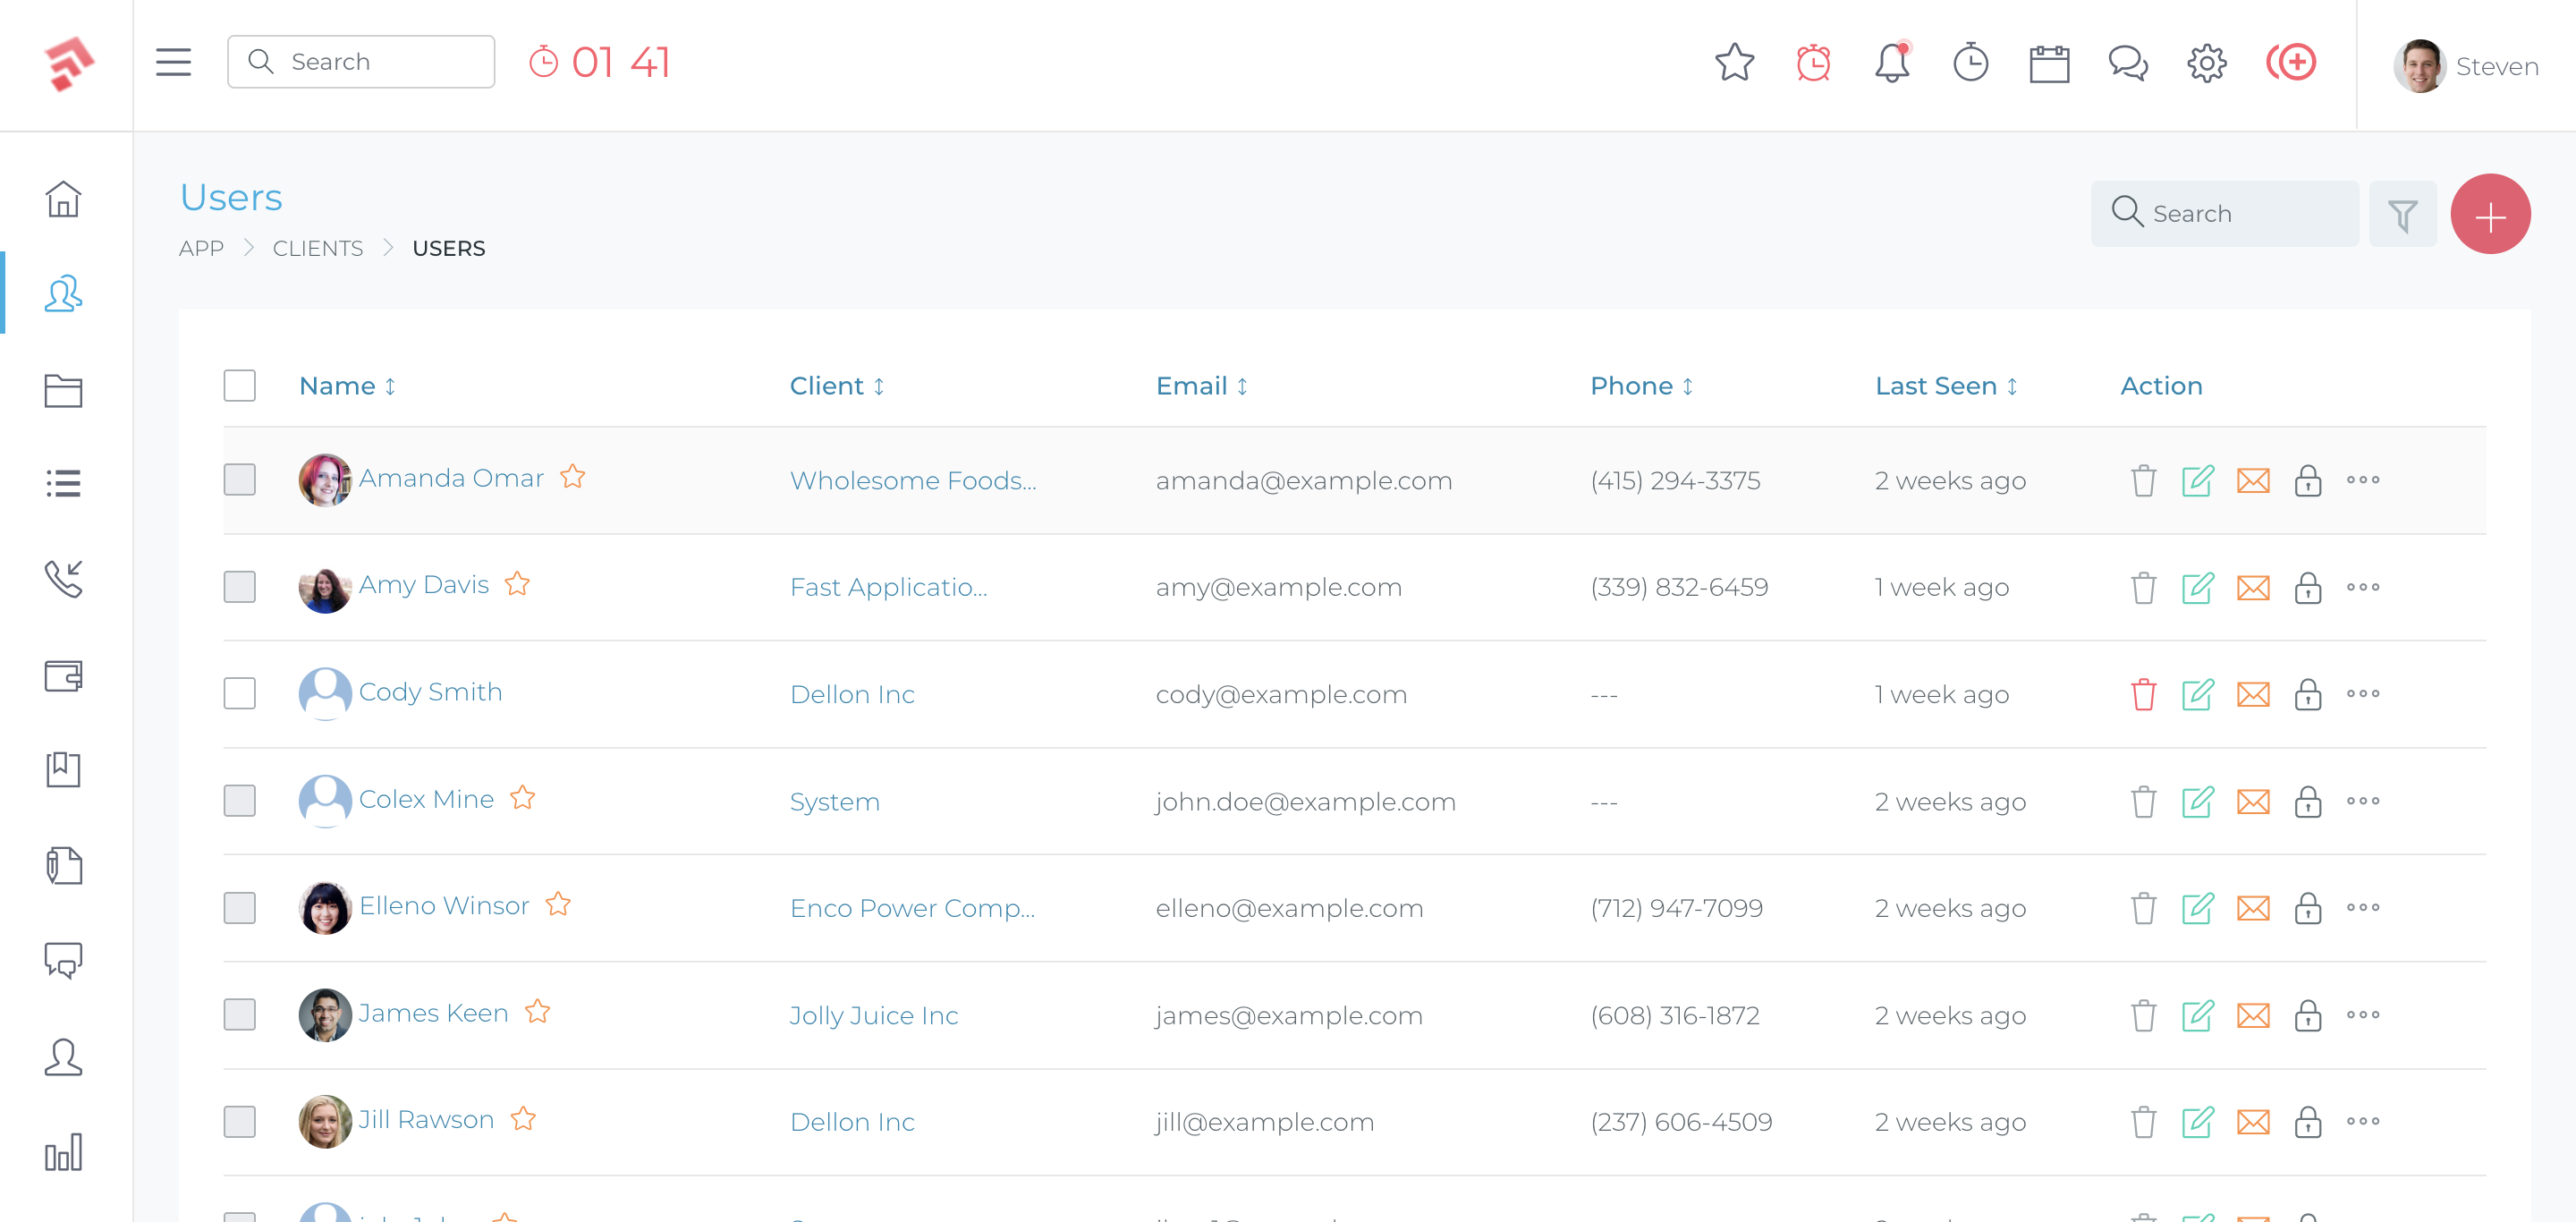 Search
01 41
Steven
Users
APP > CLIENTS > USERS
Search
Name Client Email Phone Last Seen Action
Amanda Omar Wholesome Foods... amanda@example.com (415) 294-3375 2 weeks ago
Amy Davis Fast Applicatio... amy@example.com (339) 832-6459 1 week ago
Cody Smith Dellon Inc cody@example.com --- 1 week ago
Colex Mine System john.doe@example.com --- 2 weeks ago
Elleno Winsor Enco Power Comp... elleno@example.com (712) 947-7099 2 weeks ago
James Keen Jolly Juice Inc james@example.com (608) 316-1872 2 weeks ago
Jill Rawson Dellon Inc jill@example.com (237) 606-4509 2 weeks ago